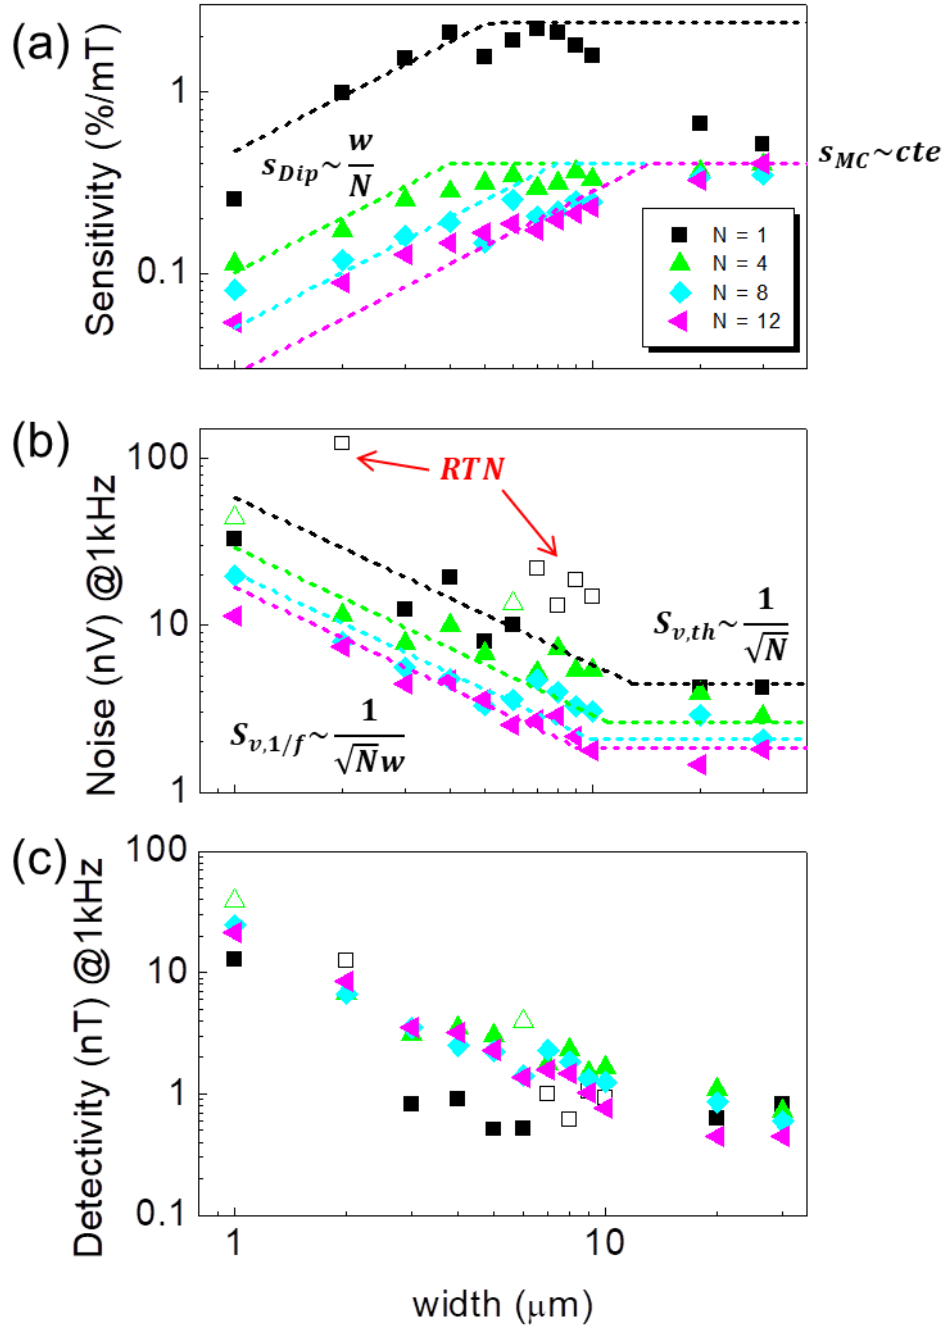 (a)
Sensitivity (%/mT)
1
0.1
s_Dip~w/N
s_MC~cte
N = 1
N = 4
N = 8
N = 12
(b)
Noise (nV) @1kHz
100
10
1
RTN
S_v,th~1/√N
S_v,1/f~1/√Nw
(c)
Detectivity (nT) @1kHz
100
10
1
0.1
1
10
width (μm)